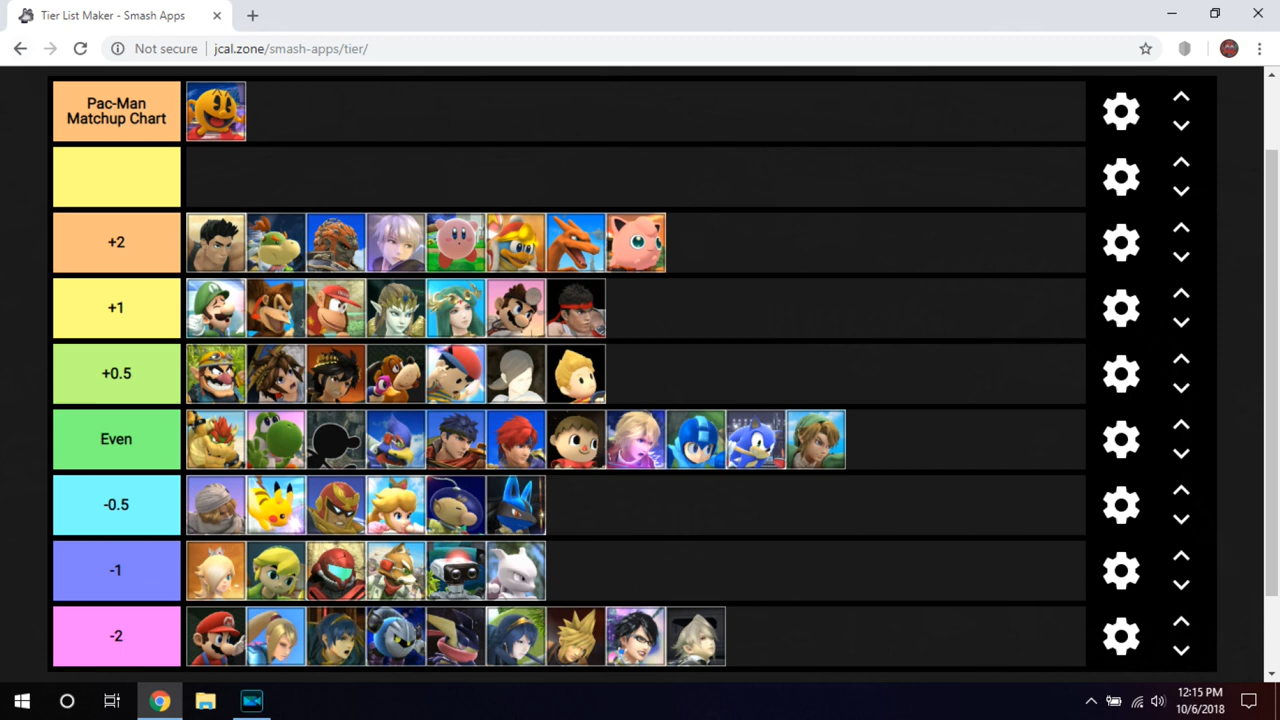 Tier List Maker - Smash Apps
Not secure
jcal.zone/smash-apps/tier/
Pac-Man
Matchup Chart
+2
+1
+0.5
Even
-0.5
-1
-2
12:15 PM
10/6/2018